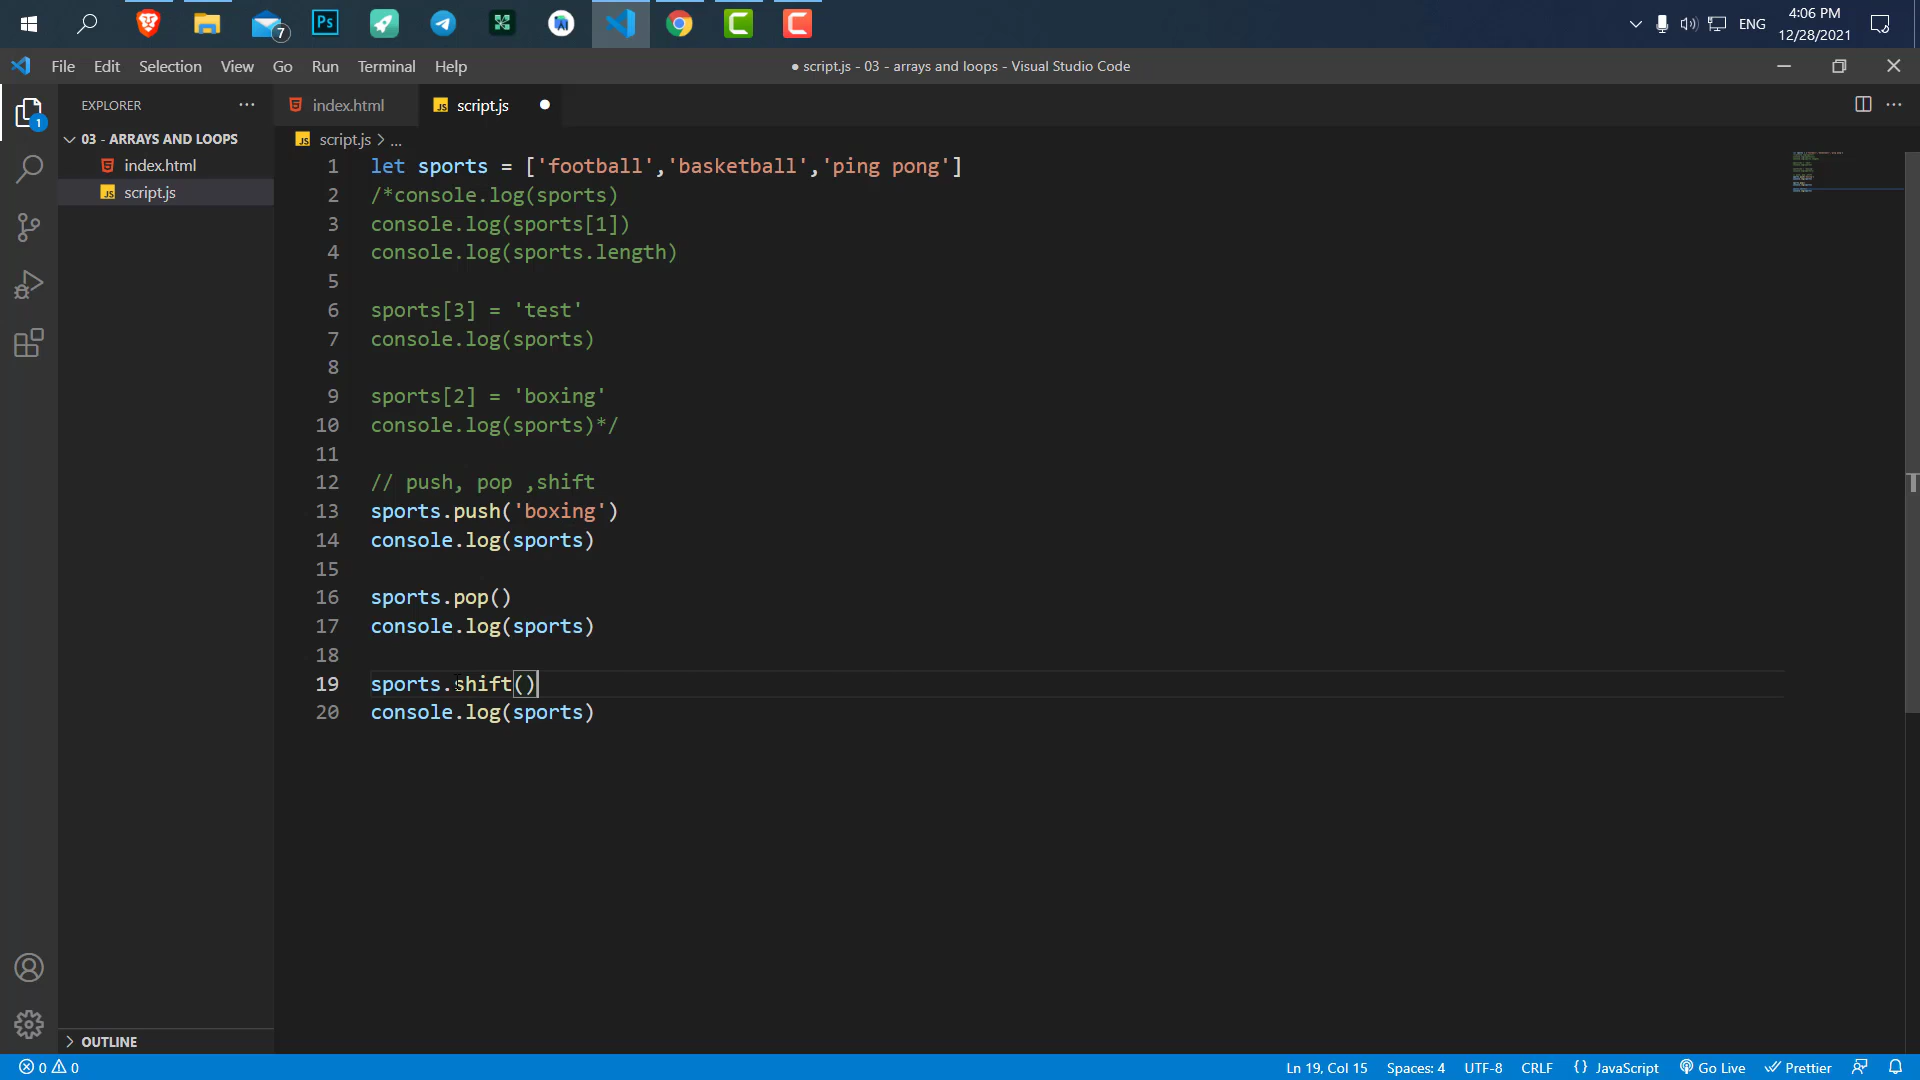 4:06 PM
7
Ps
ENG
12/28/2021
File Edit Selection View Go Run Terminal Help
● script.js - 03 - arrays and loops - Visual Studio Code
EXPLORER
index.html
JS script.js
1
03 - ARRAYS AND LOOPS
JS script.js > ...
index.html
JS script.js
1 let sports = ['football','basketball','ping pong']
2 /*console.log(sports)
3 console.log(sports[1])
4 console.log(sports.length)
5
6 sports[3] = 'test'
7 console.log(sports)
8
9 sports[2] = 'boxing'
10 console.log(sports)*/
11
12 // push, pop ,shift
13 sports.push('boxing')
14 console.log(sports)
15
16 sports.pop()
17 console.log(sports)
18
19 sports.shift()
20 console.log(sports)
OUTLINE
0 0
Ln 19, Col 15 Spaces: 4 UTF-8 CRLF {} JavaScript Go Live Prettier